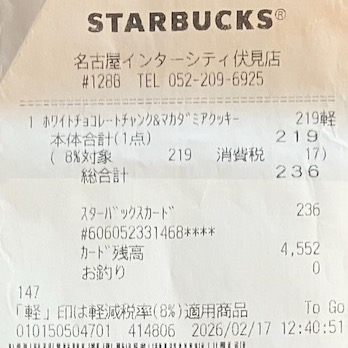 STARBUCKS®
名古屋インターシティ伏見店
#1288 TEL 052-209-6925
1 ﾎﾜｲﾄﾁｮｺﾚｰﾄﾁｬﾝｸ&ﾏｶﾀﾞﾐｱｸｯｷｰ 219軽
本体合計(1点) 219
( 8%対象 219 消費税 17)
総合計 236
ｽﾀｰﾊﾞｯｸｽｶｰﾄﾞ 236
#606052331468****
ｶｰﾄﾞ残高 4,552
お釣り 0
147
「軽」印は軽減税率(8%)適用商品 To Go
010150504701 414806 2026/02/17 12:40:51